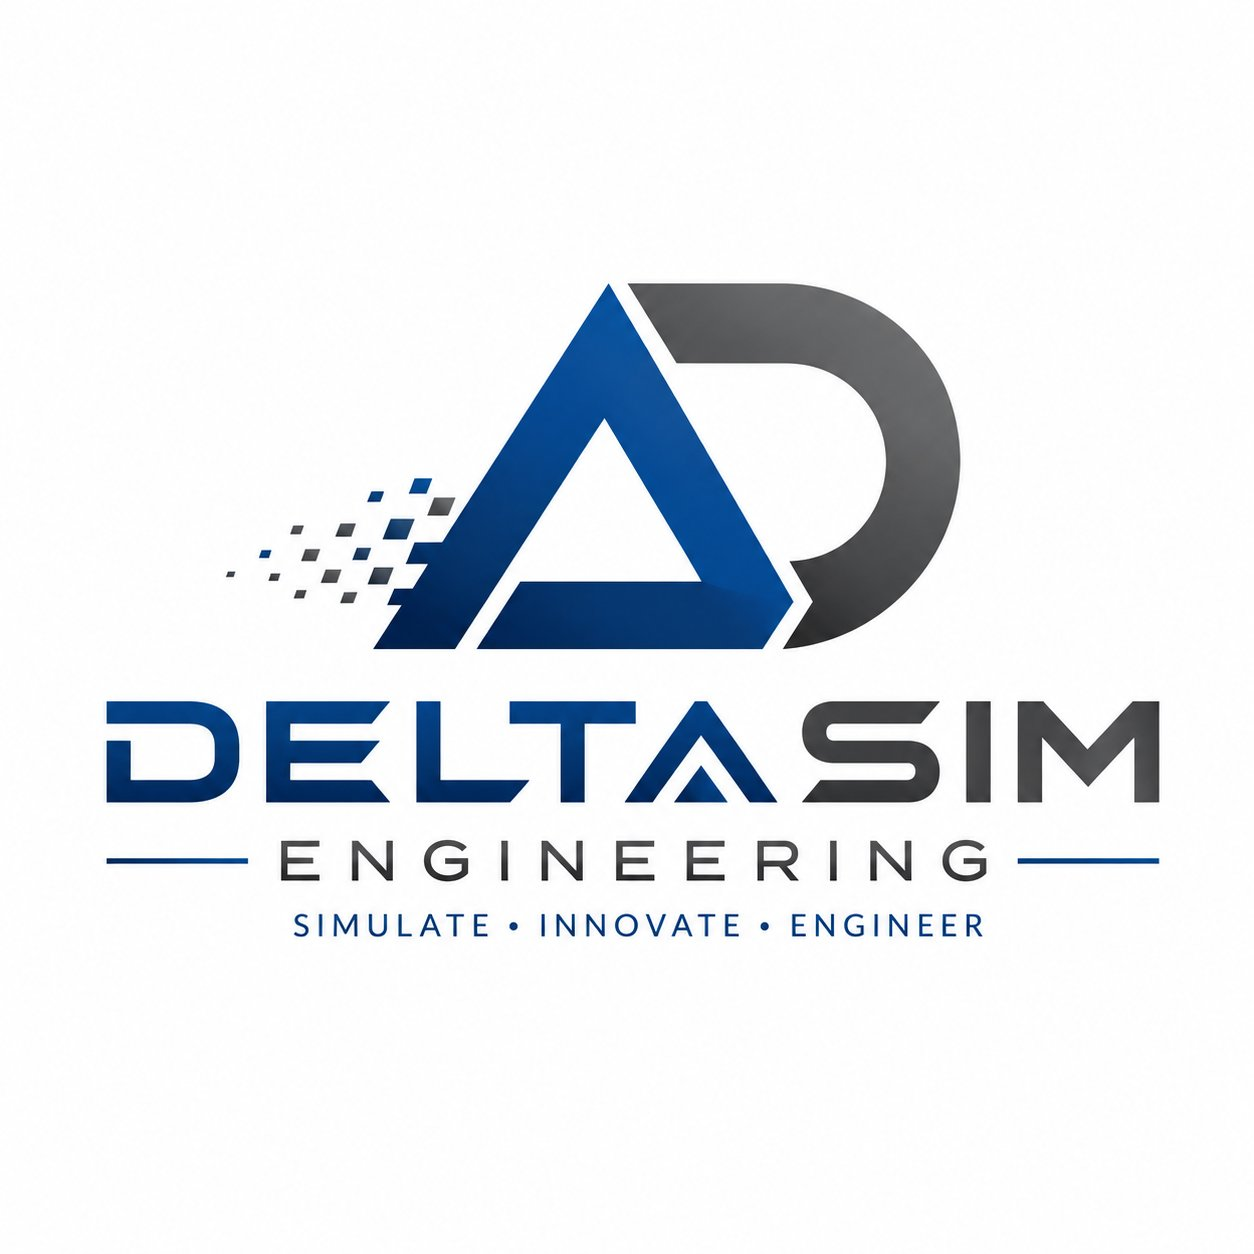 DELTASIM
ENGINEERING
SIMULATE • INNOVATE • ENGINEER